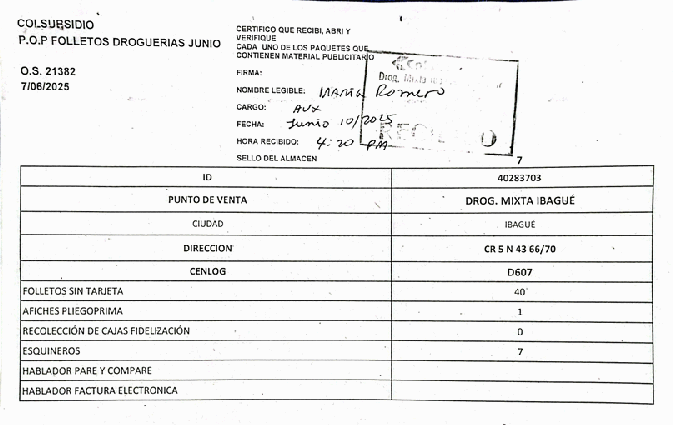 COLSUBSIDIO
P.O.P FOLLETOS DROGUERIAS JUNIO
O.S. 21382
7/06/2025
CERTIFICO QUE RECIBI, ABRI Y
VERIFIQUE
CADA UNO DE LOS PAQUETES QUE
CONTIENEN MATERIAL PUBLICITARIO
FIRMA:
NOMBRE LEGIBLE: Romero
CARGO: AUX
FECHA: Junio 10/2025
HORA RECIBIDO: 4:20 PM
SELLO DEL ALMACEN
Drog.
RECIBIDO
7
ID 40283703
PUNTO DE VENTA DROG. MIXTA IBAGUÉ
CIUDAD IBAGUÉ
DIRECCION CR 5 N 43 66/70
CENLOG D607
FOLLETOS SIN TARJETA 40
AFICHES PLIEGOPRIMA 1
RECOLECCIÓN DE CAJAS FIDELIZACIÓN 0
ESQUINEROS 7
HABLADOR PARE Y COMPARE
HABLADOR FACTURA ELECTRONICA